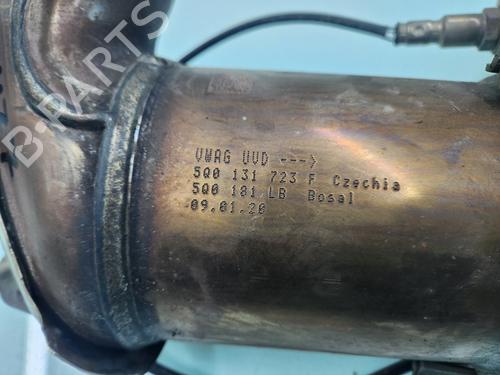 VWAG UVD --->
5Q0 131 723 F Czechia
5Q0 181 LB Bosal
09.01.20
B-PARTS